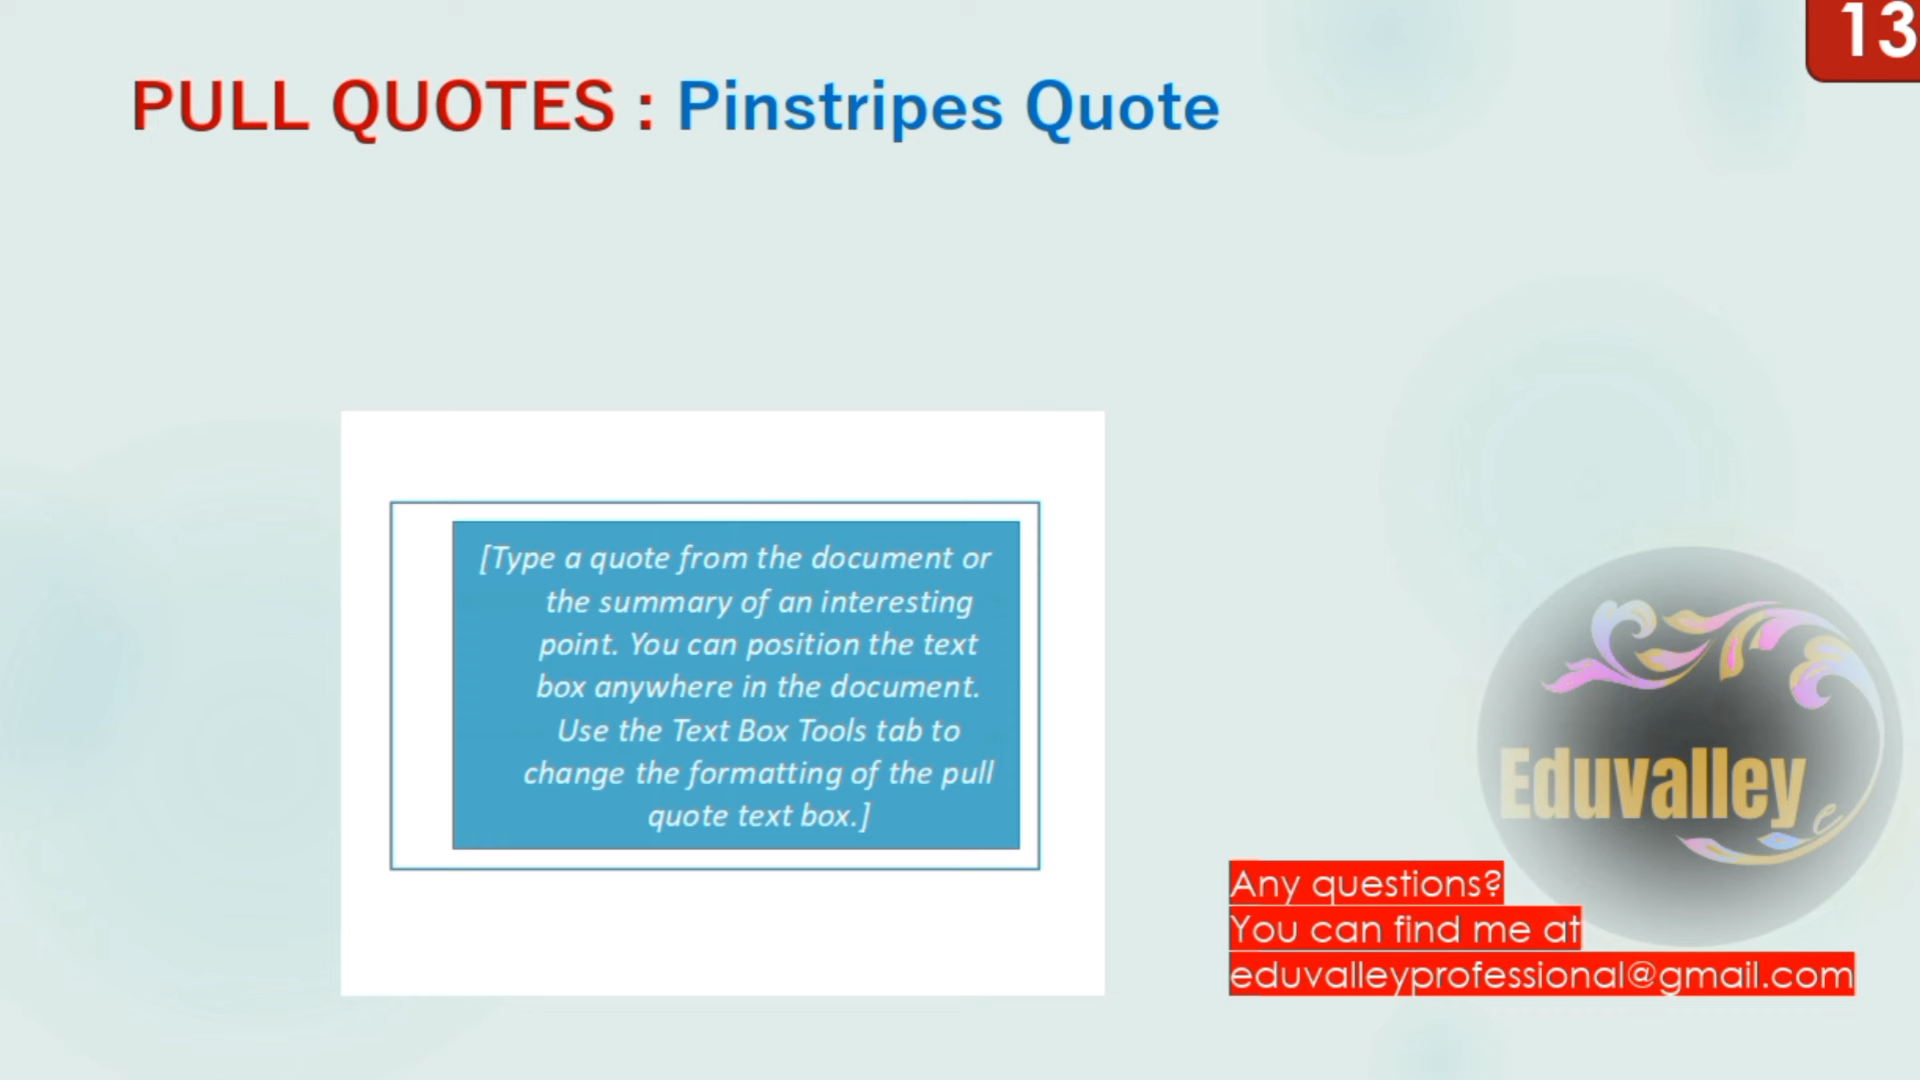 13
PULL QUOTES : Pinstripes Quote
[Type a quote from the document or
the summary of an interesting
point. You can position the text
box anywhere in the document.
Use the Text Box Tools tab to
change the formatting of the pull
quote text box.]
Eduvalley
e
Any questions?
You can find me at
eduvalleyprofessional@gmail.com